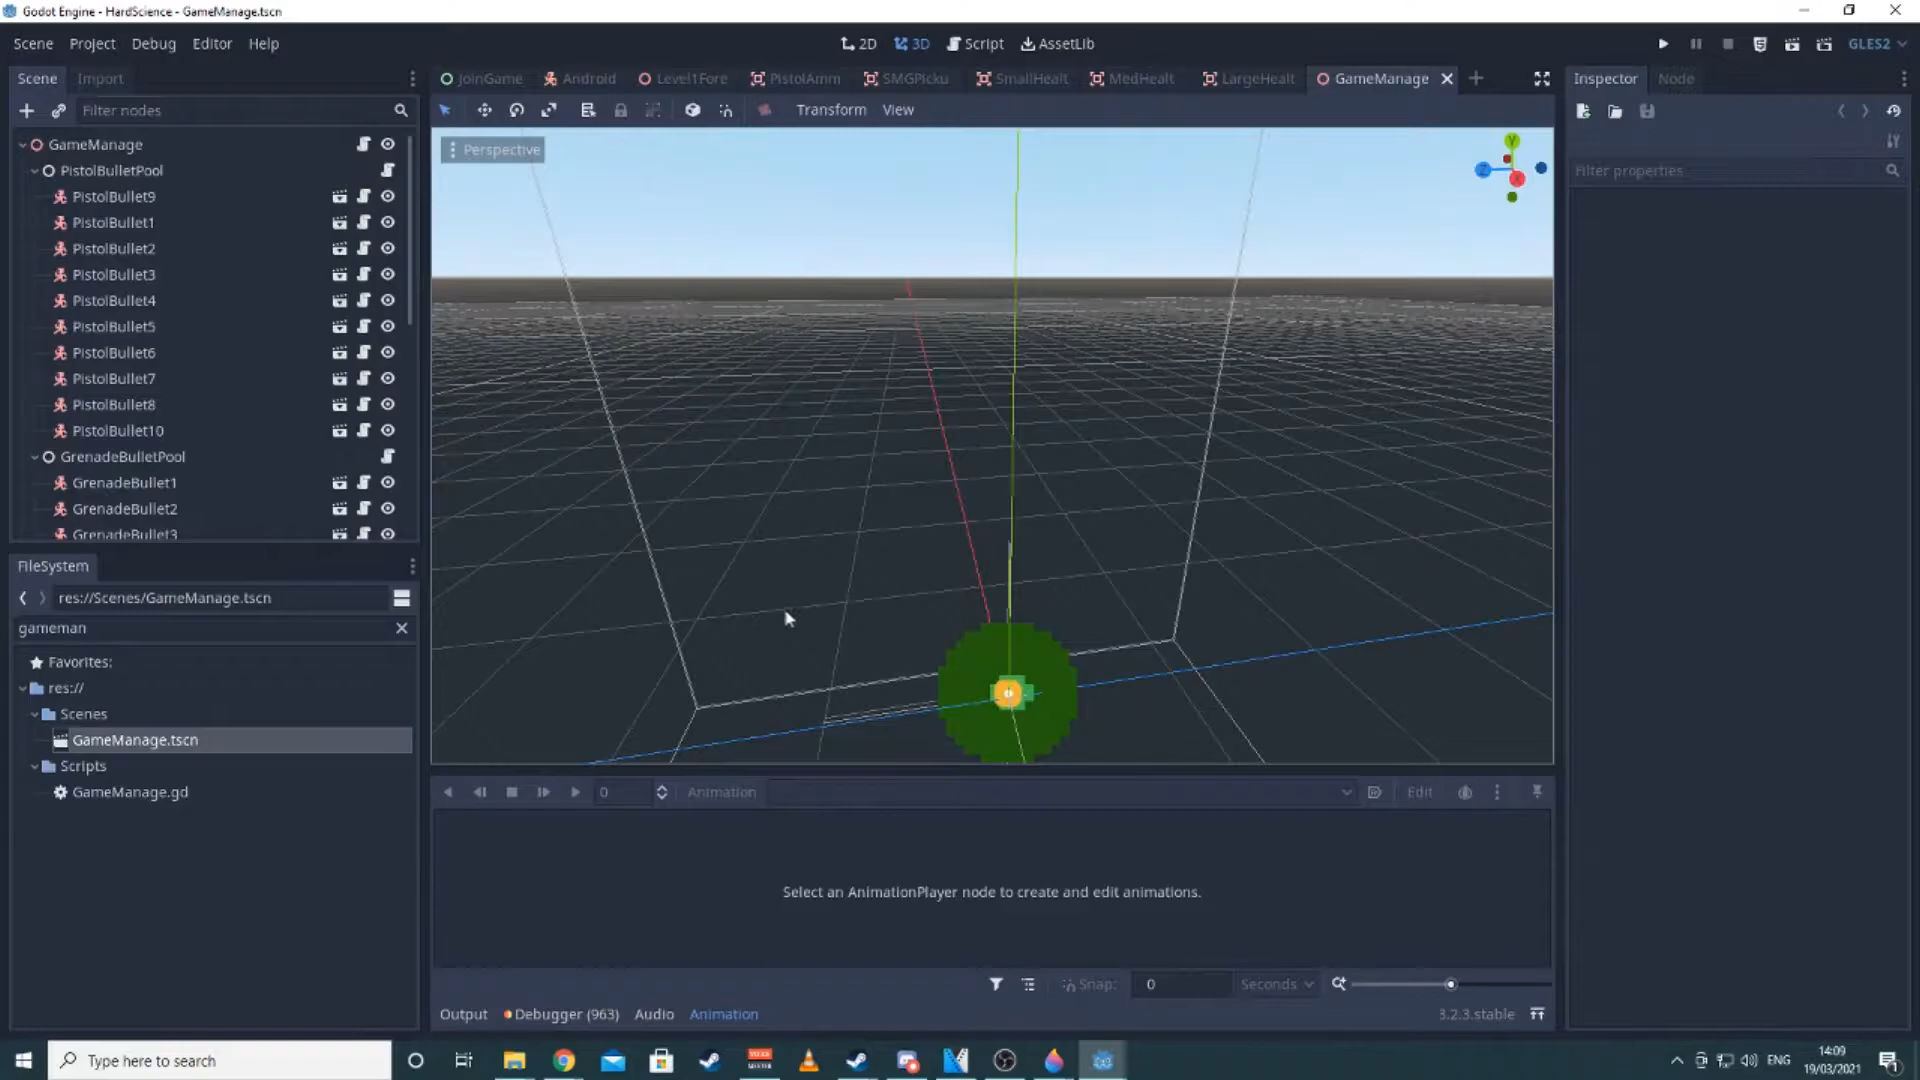 Godot Engine - HardScience - GameManage.tscn
Scene Project Debug Editor Help
2D 3D Script AssetLib
GLES2
Scene Import
JoinGame Android Level1Fore PistolAmm SMGPicku SmallHealt MedHealt LargeHealt GameManage
Inspector Node
Filter nodes
Transform View
GameManage
Perspective
Y
Z
X
Filter properties
PistolBulletPool
PistolBullet9
PistolBullet1
PistolBullet2
PistolBullet3
PistolBullet4
PistolBullet5
PistolBullet6
PistolBullet7
PistolBullet8
PistolBullet10
GrenadeBulletPool
GrenadeBullet1
GrenadeBullet2
GrenadeBullet3
FileSystem
res://Scenes/GameManage.tscn
gameman
Favorites:
res://
Scenes
GameManage.tscn
Scripts
GameManage.gd
0 Animation Edit
Select an AnimationPlayer node to create and edit animations.
Snap: 0 Seconds
Output Debugger (963) Audio Animation
3.2.3.stable
Type here to search
ENG
14:09
19/03/2021
1